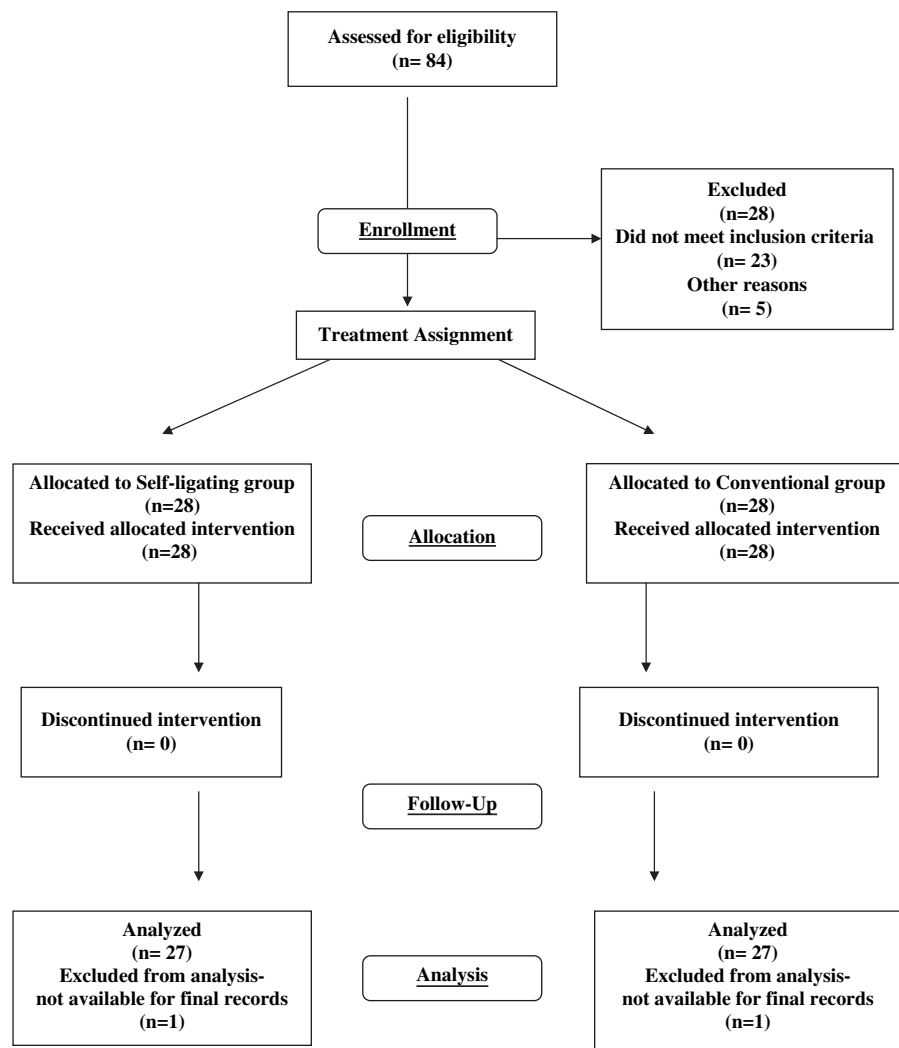 Assessed for eligibility
(n= 84)
Excluded
(n=28)
Did not meet inclusion criteria
(n= 23)
Other reasons
(n= 5)
Enrollment
Treatment Assignment
Allocated to Self-ligating group
(n=28)
Received allocated intervention
(n=28)
Allocation
Allocated to Conventional group
(n=28)
Received allocated intervention
(n=28)
Discontinued intervention
(n= 0)
Discontinued intervention
(n= 0)
Follow-Up
Analyzed
(n= 27)
Excluded from analysis-
not available for final records
(n=1)
Analysis
Analyzed
(n= 27)
Excluded from analysis-
not available for final records
(n=1)